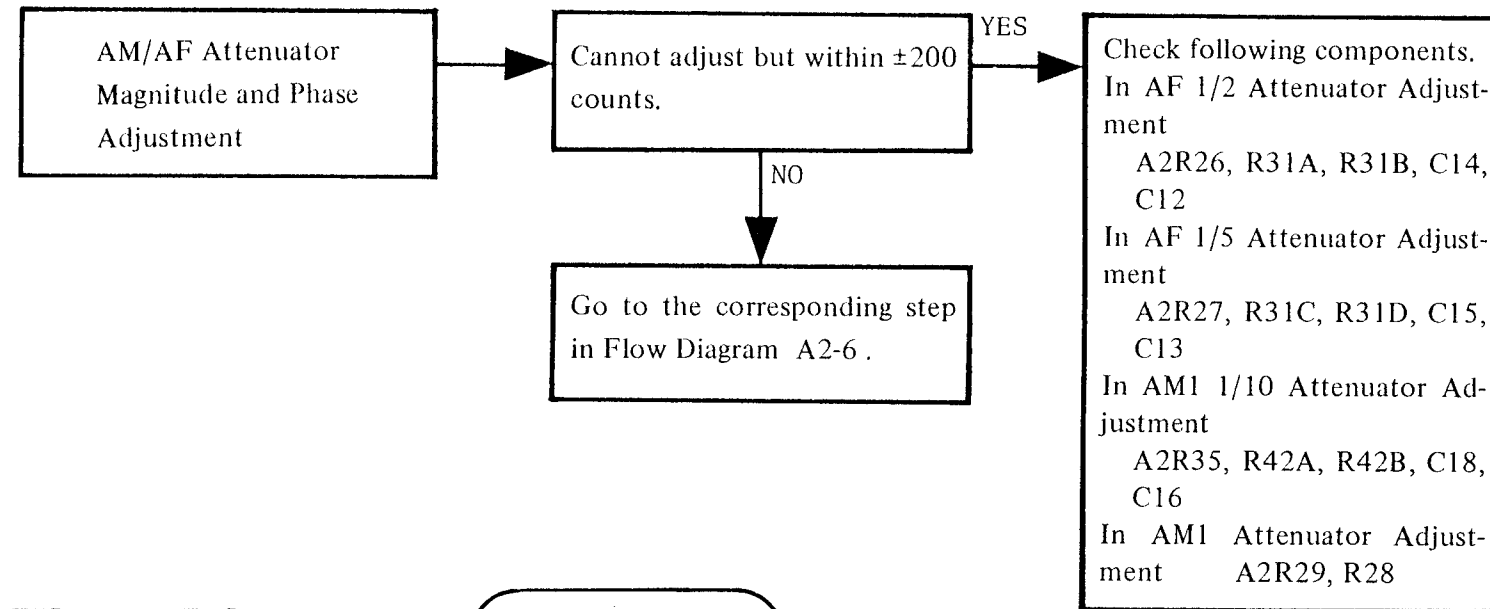 AM/AF Attenuator
Magnitude and Phase
Adjustment
Cannot adjust but within ±200
counts.
YES
NO
Go to the corresponding step
in Flow Diagram A2-6 .
Check following components.
In AF 1/2 Attenuator Adjust-
ment
A2R26, R31A, R31B, C14,
C12
In AF 1/5 Attenuator Adjust-
ment
A2R27, R31C, R31D, C15,
C13
In AM1 1/10 Attenuator Ad-
justment
A2R35, R42A, R42B, C18,
C16
In AM1 Attenuator Adjust-
ment A2R29, R28